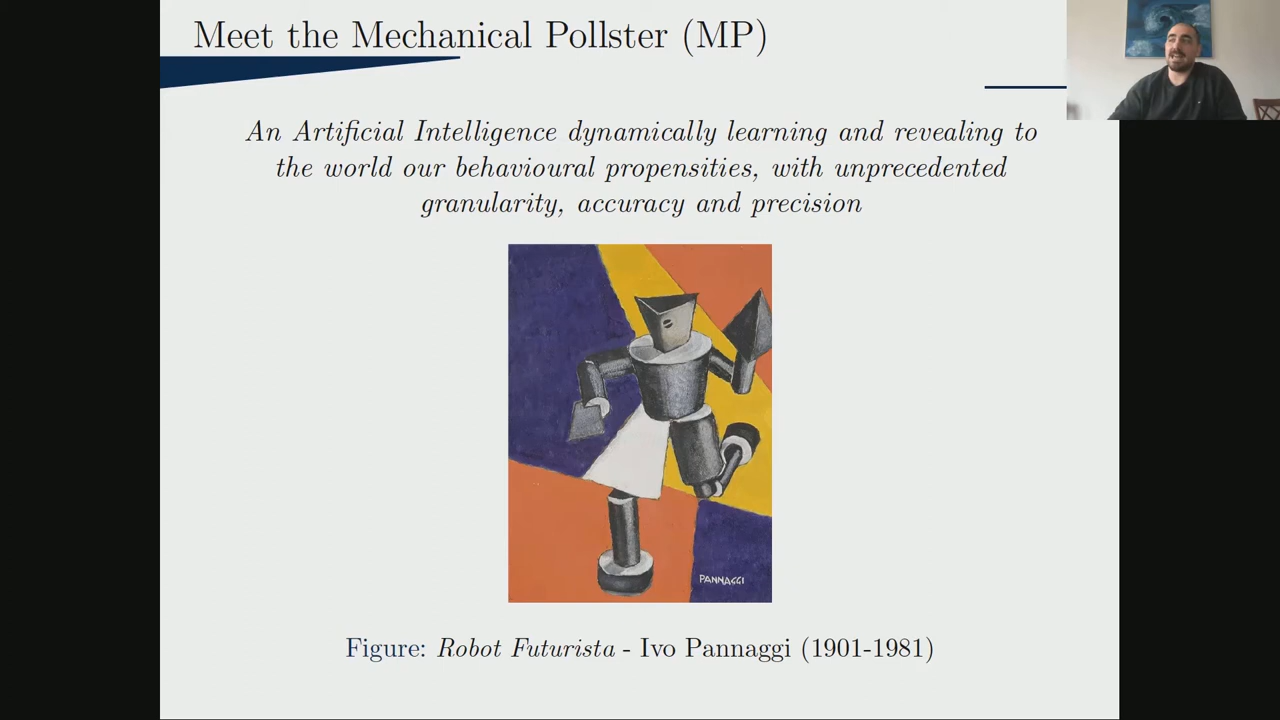 Meet the Mechanical Pollster (MP)
An Artificial Intelligence dynamically learning and revealing to
the world our behavioural propensities, with unprecedented
granularity, accuracy and precision
PANNAGGI
Figure: Robot Futurista - Ivo Pannaggi (1901-1981)